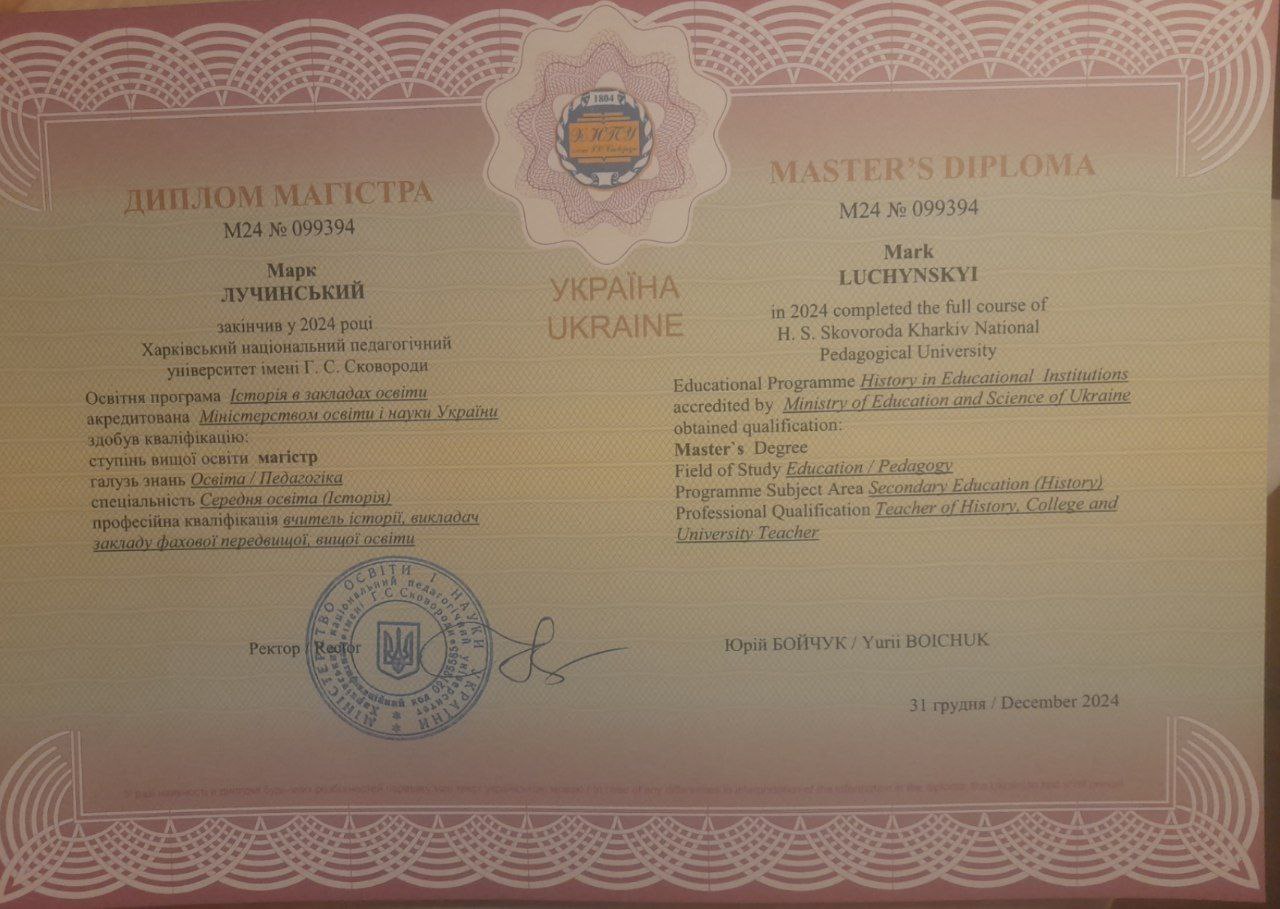 1804
ДИПЛОМ МАГІСТРА
М24 № 099394
Марк
ЛУЧИНСЬКИЙ
закінчив у 2024 році
Харківський національний педагогічний
університет імені Г. С. Сковороди
Освітня програма Історія в закладах освіти
акредитована Міністерством освіти і науки України
здобув кваліфікацію:
ступінь вищої освіти магістр
галузь знань Освіта / Педагогіка
спеціальність Середня освіта (Історія)
професійна кваліфікація вчитель історії, викладач
закладу фахової передвищої, вищої освіти
УКРАЇНА
UKRAINE
MASTER’S DIPLOMA
M24 № 099394
Mark
LUCHYNSKYI
in 2024 completed the full course of
H. S. Skovoroda Kharkiv National
Pedagogical University
Educational Programme History in Educational Institutions
accredited by Ministry of Education and Science of Ukraine
obtained qualification:
Master`s Degree
Field of Study Education / Pedagogy
Programme Subject Area Secondary Education (History)
Professional Qualification Teacher of History, College and
University Teacher
Ректор / Rector
МІНІСТЕРСТВО ОСВІТИ І НАУКИ УКРАЇНИ
Юрій БОЙЧУК / Yurii BOICHUK
31 грудня / December 2024